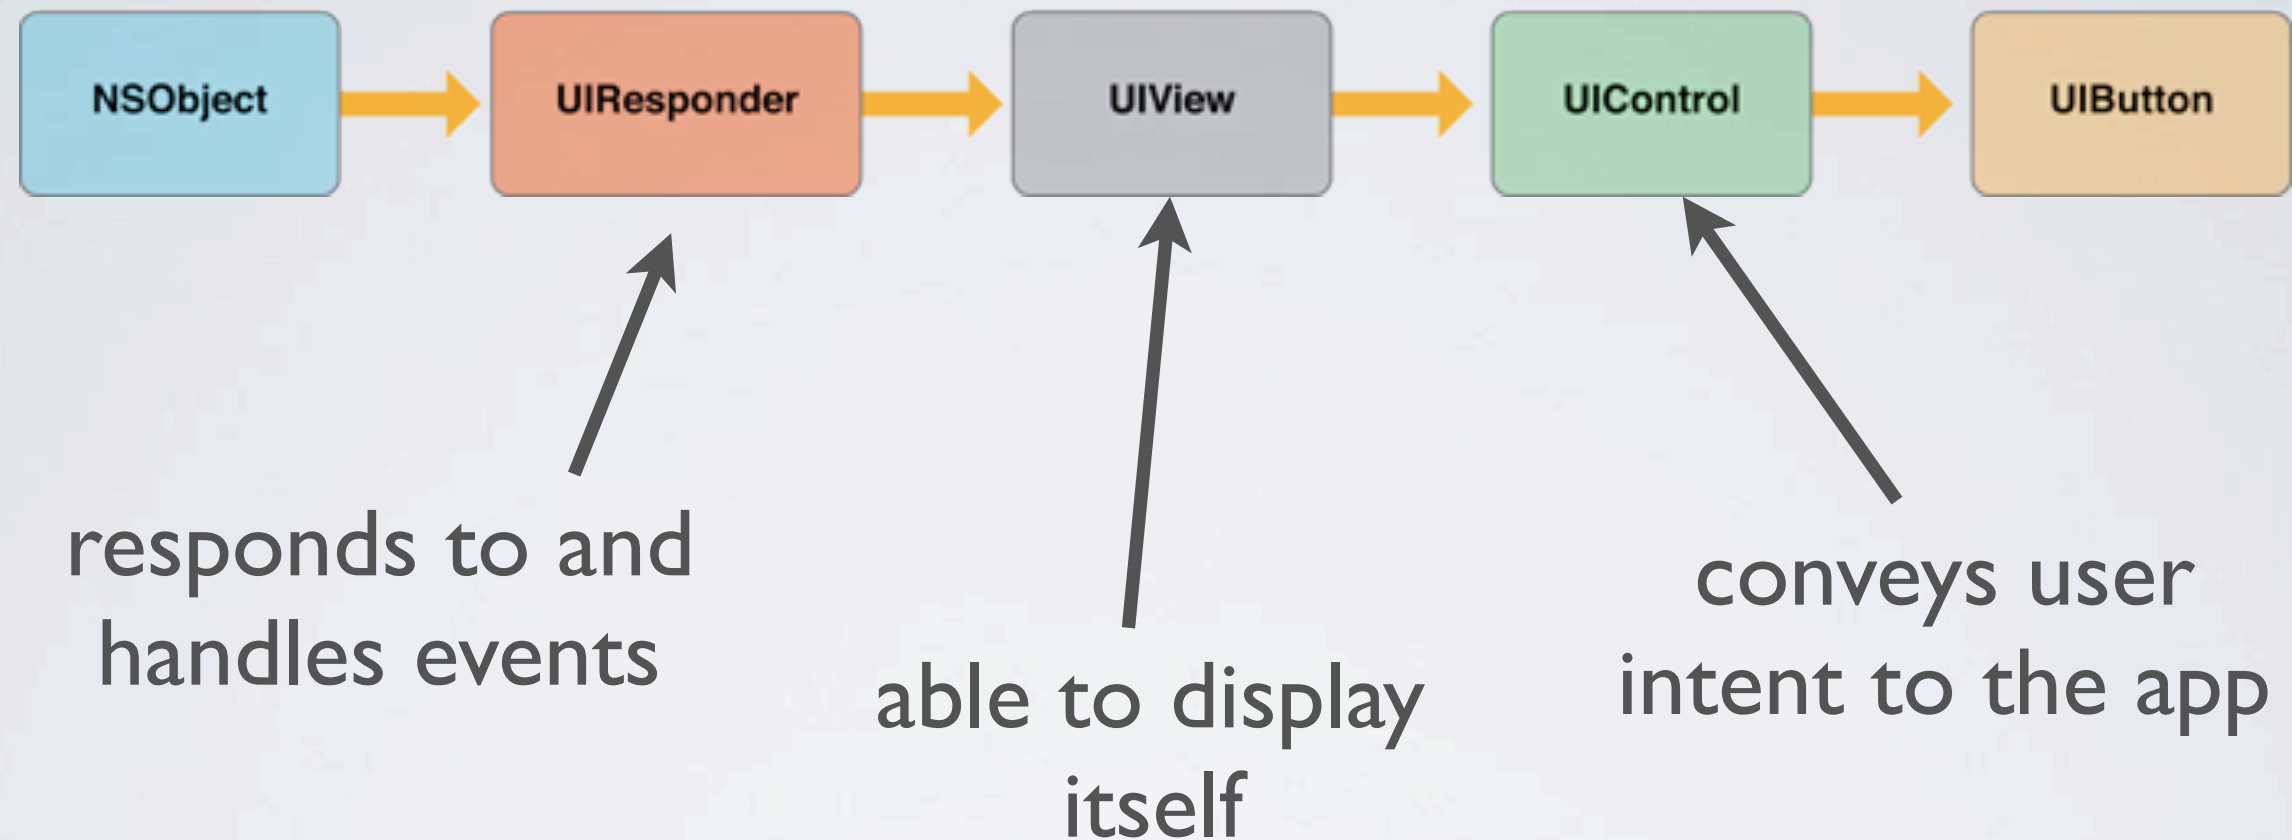 NSObject
UIResponder
UIView
UIControl
UIButton
responds to and
handles events
able to display
itself
conveys user
intent to the app